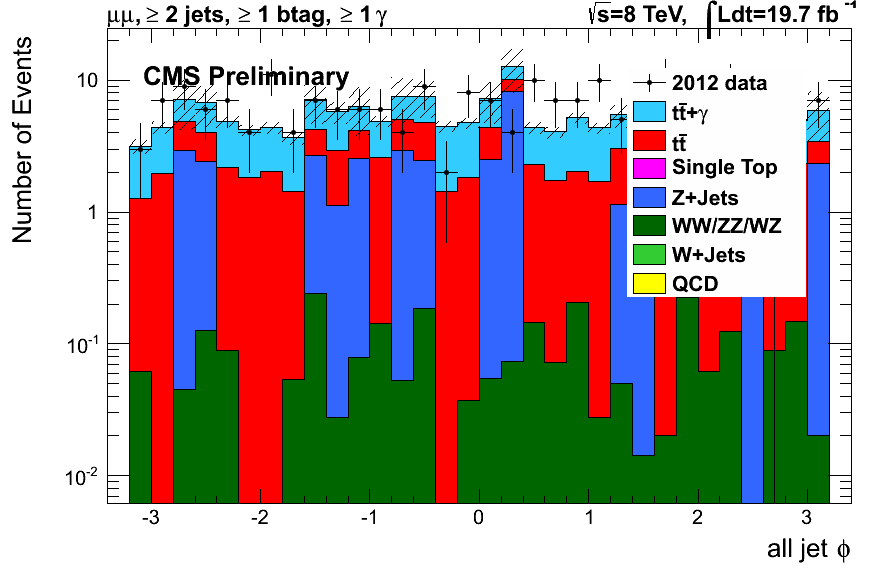 μμ, ≥ 2 jets, ≥ 1 btag, ≥ 1 γ
√s=8 TeV, ∫Ldt=19.7 fb⁻¹
CMS Preliminary
2012 data
tt̄+γ
tt̄
Single Top
Z+Jets
WW/ZZ/WZ
W+Jets
QCD
Number of Events
10
1
10⁻¹
10⁻²
-3 -2 -1 0 1 2 3
all jet ϕ